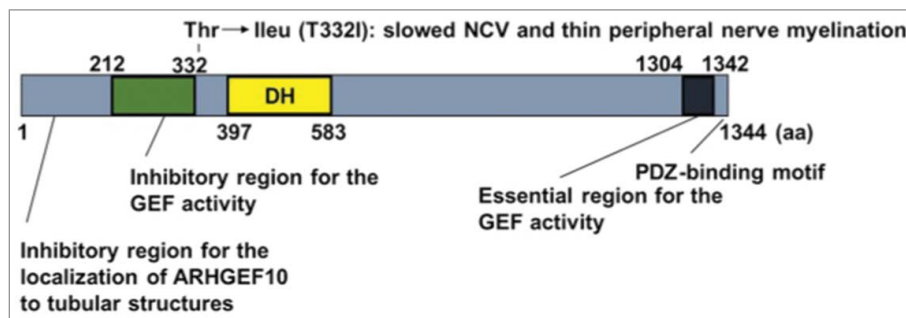 Thr → Ileu (T332I): slowed NCV and thin peripheral nerve myelination
212 332 1304 1342
DH
1 397 583 1344 (aa)
PDZ-binding motif
Inhibitory region for the
GEF activity
Essential region for the
GEF activity
Inhibitory region for the
localization of ARHGEF10
to tubular structures